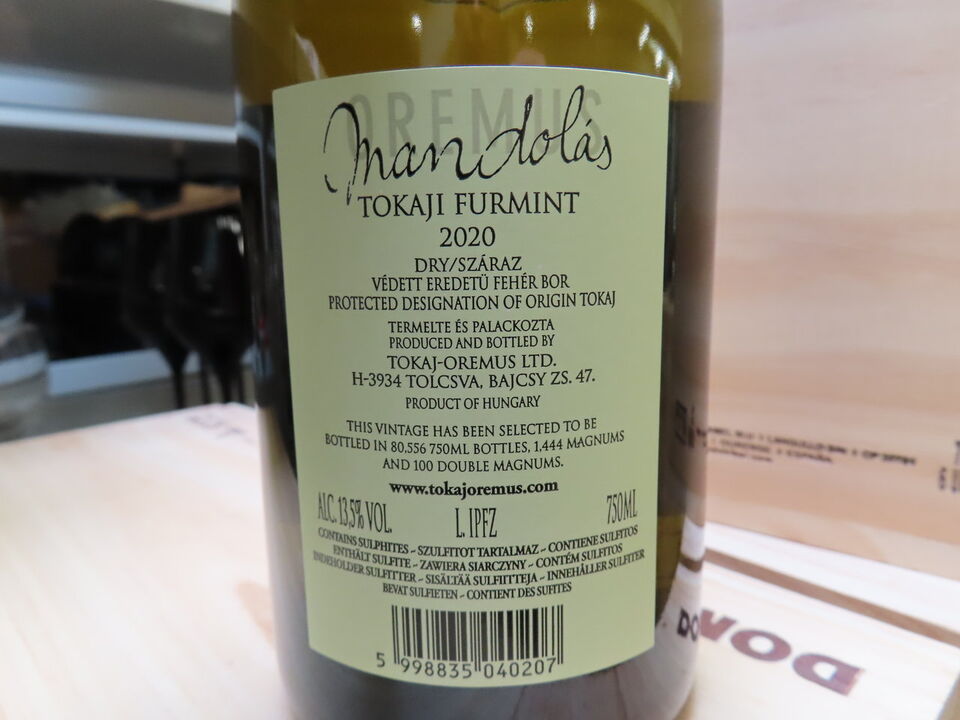 OREMUS
Mandolás
TOKAJI FURMINT
2020
DRY/SZÁRAZ
VÉDETT EREDETÜ FEHÉR BOR
PROTECTED DESIGNATION OF ORIGIN TOKAJ
TERMELTE ÉS PALACKOZTA
PRODUCED AND BOTTLED BY
TOKAJ-OREMUS LTD.
H-3934 TOLCSVA, BAJCSY ZS. 47.
PRODUCT OF HUNGARY
THIS VINTAGE HAS BEEN SELECTED TO BE
BOTTLED IN 80,556 750ML BOTTLES, 1,444 MAGNUMS
AND 100 DOUBLE MAGNUMS.
www.tokajoremus.com
ALC. 13,5% VOL. L. IPFZ 750ML
CONTAINS SULPHITES - SZULFITOT TARTALMAZ - CONTIENE SULFITOS
ENTHÄLT SULFITE - ZAWIERA SIARCZYNY - CONTÉM SULFITOS
INDEHOLDER SULFITTER - SISÄLTÄÄ SULFIITTEJA - INNEHÅLLER SULFITER
BEVAT SULFIETEN - CONTIENT DES SUFITES
5 998835 040207